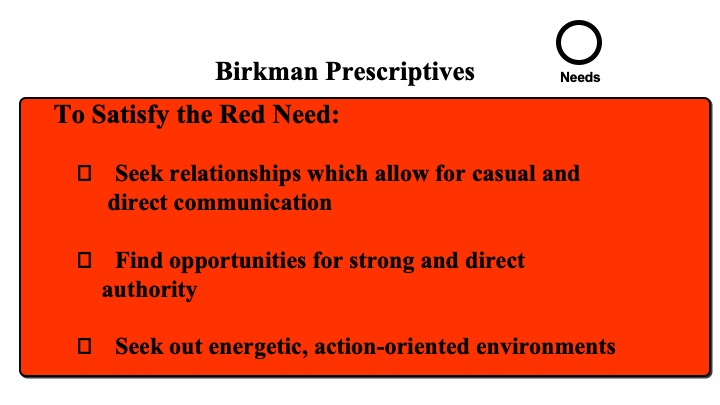 Birkman Prescriptives
Needs
To Satisfy the Red Need:
Seek relationships which allow for casual and
direct communication
Find opportunities for strong and direct
authority
Seek out energetic, action-oriented environments